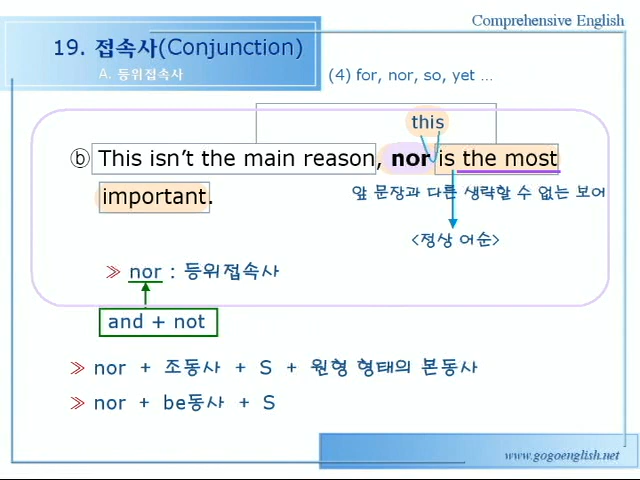 Comprehensive English
19. 접속사(Conjunction)
A. 등위접속사
(4) for, nor, so, yet ...
this
ⓑ This isn't the main reason, nor is the most
앞 문장과 다른 생략할 수 없는 보어
important.
<정상 어순>
≫ nor : 등위접속사
and + not
≫ nor + 조동사 + S + 원형 형태의 본동사
≫ nor + be동사 + S
www.gogoenglish.net